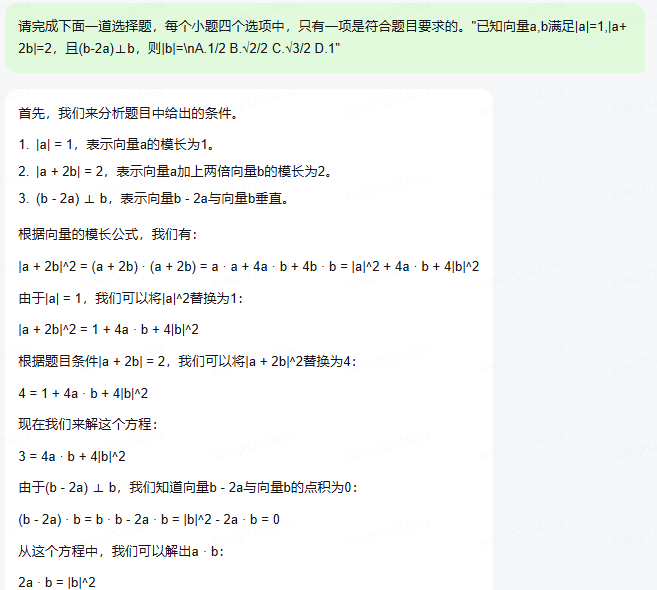 请完成下面一道选择题，每个小题四个选项中，只有一项是符合题目要求的。"已知向量a,b满足|a|=1,|a+
2b|=2，且(b-2a)⊥b，则|b|=\nA.1/2 B.√2/2 C.√3/2 D.1"
首先，我们来分析题目中给出的条件。
1. |a| = 1，表示向量a的模长为1。
2. |a + 2b| = 2，表示向量a加上两倍向量b的模长为2。
3. (b - 2a) ⊥ b，表示向量b - 2a与向量b垂直。
根据向量的模长公式，我们有：
|a + 2b|^2 = (a + 2b) · (a + 2b) = a · a + 4a · b + 4b · b = |a|^2 + 4a · b + 4|b|^2
由于|a| = 1，我们可以将|a|^2替换为1：
|a + 2b|^2 = 1 + 4a · b + 4|b|^2
根据题目条件|a + 2b| = 2，我们可以将|a + 2b|^2替换为4：
4 = 1 + 4a · b + 4|b|^2
现在我们来解这个方程：
3 = 4a · b + 4|b|^2
由于(b - 2a) ⊥ b，我们知道向量b - 2a与向量b的点积为0：
(b - 2a) · b = b · b - 2a · b = |b|^2 - 2a · b = 0
从这个方程中，我们可以解出a · b：
2a · b = |b|^2